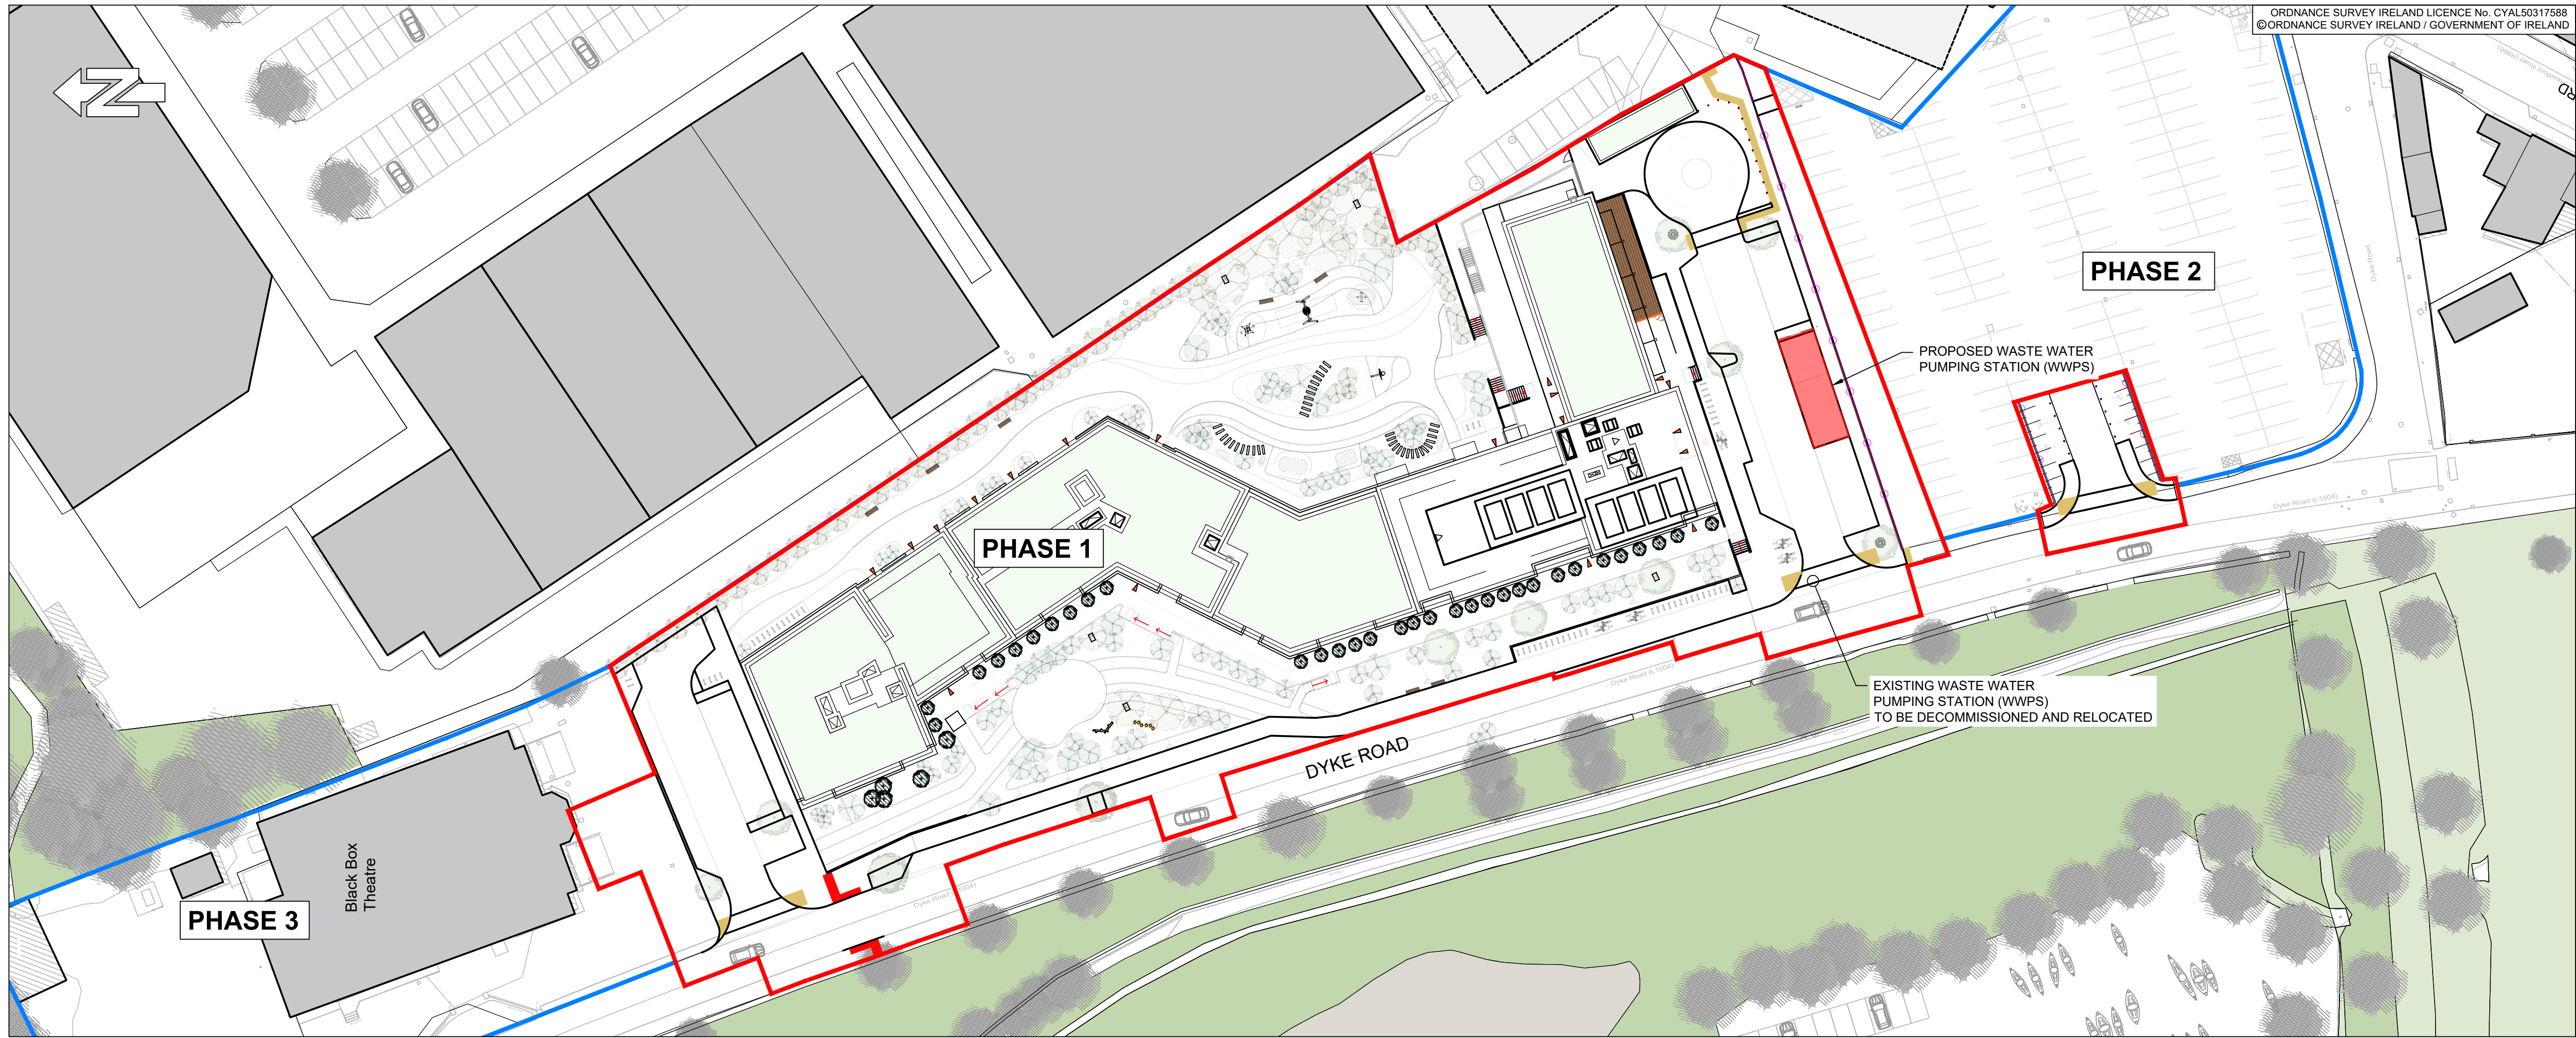 ORDNANCE SURVEY IRELAND LICENCE No. CYAL50317588
©ORDNANCE SURVEY IRELAND / GOVERNMENT OF IRELAND
N
PHASE 2
PROPOSED WASTE WATER
PUMPING STATION (WWPS)
Dyke Road
Dyke Road (L1004)
PHASE 1
Dyke Road (L1004)
EXISTING WASTE WATER
PUMPING STATION (WWPS)
TO BE DECOMMISSIONED AND RELOCATED
DYKE ROAD
Black Box
Theatre
PHASE 3